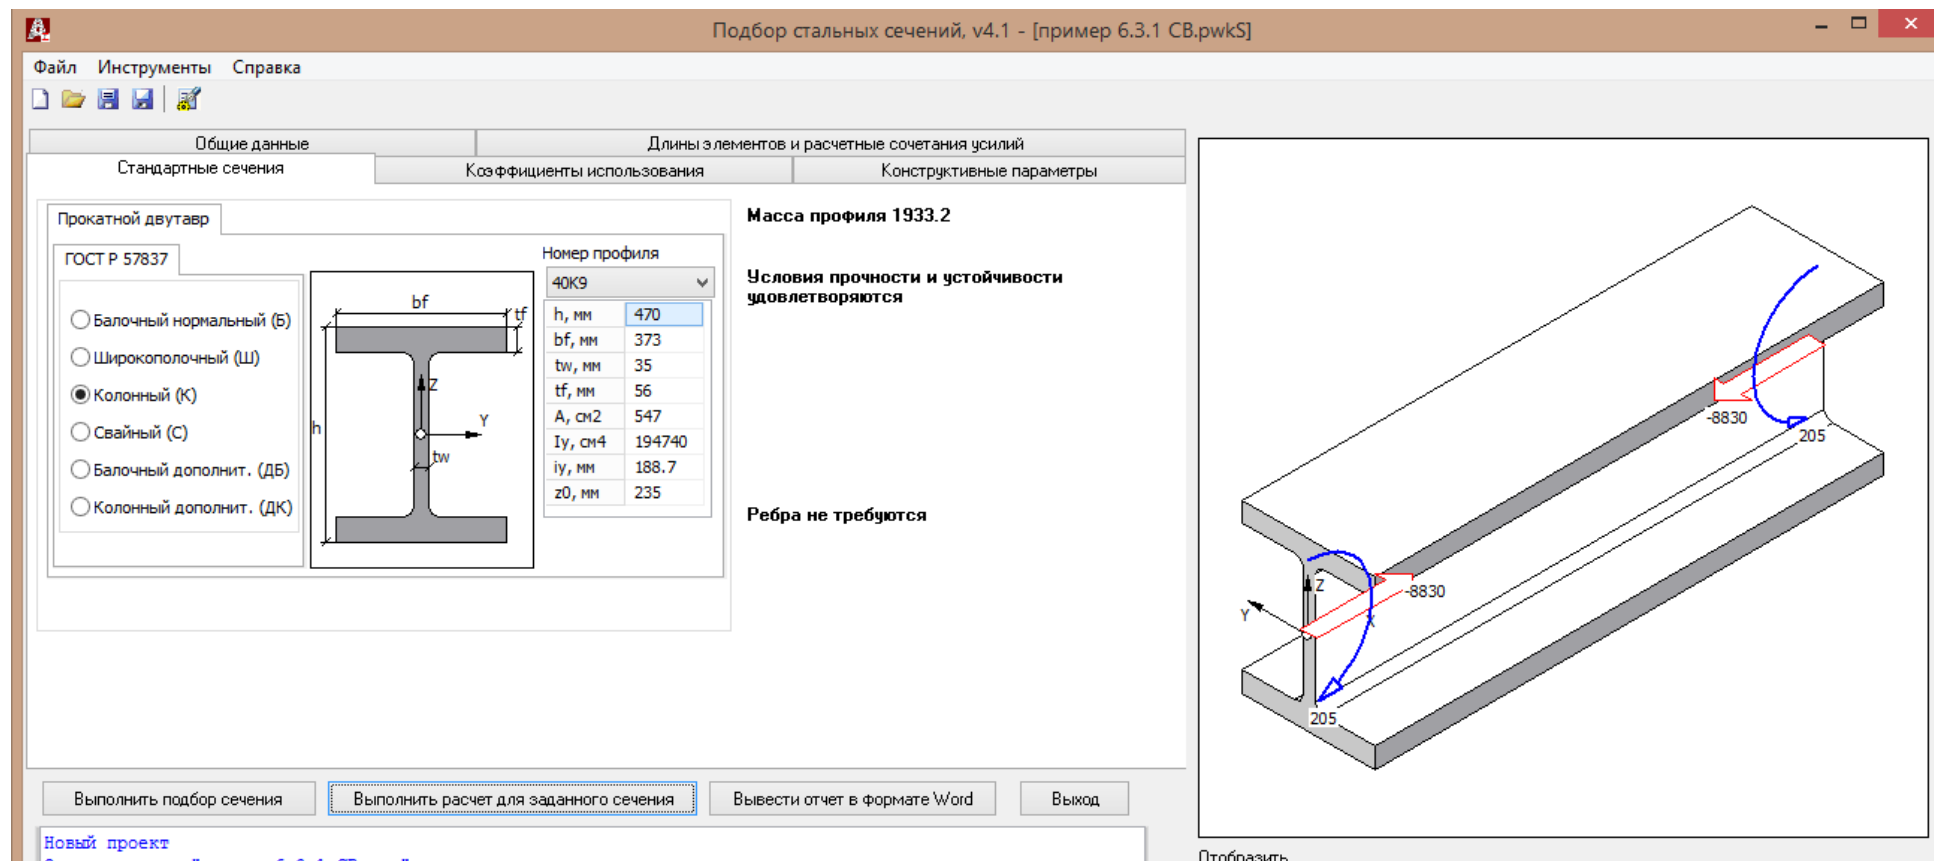 Подбор стальных сечений, v4.1 - [пример 6.3.1 СВ.pwkS]
Файл Инструменты Справка
Общие данные
Длины элементов и расчетные сочетания усилий
Стандартные сечения
Коэффициенты использования
Конструктивные параметры
Прокатной двутавр
ГОСТ Р 57837
Балочный нормальный (Б)
Широкополочный (Ш)
Колонный (К)
Свайный (С)
Балочный дополнит. (ДБ)
Колонный дополнит. (ДК)
bf
tf
Z
Y
h
tw
Номер профиля
40К9
h, мм 470
bf, мм 373
tw, мм 35
tf, мм 56
A, см2 547
Iy, см4 194740
iy, мм 188.7
z0, мм 235
Масса профиля 1933.2
Условия прочности и устойчивости
удовлетворяются
Ребра не требуются
-8830
205
Z
-8830
Y
X
205
Выполнить подбор сечения
Выполнить расчет для заданного сечения
Вывести отчет в формате Word
Выход
Новый проект
Отобразить